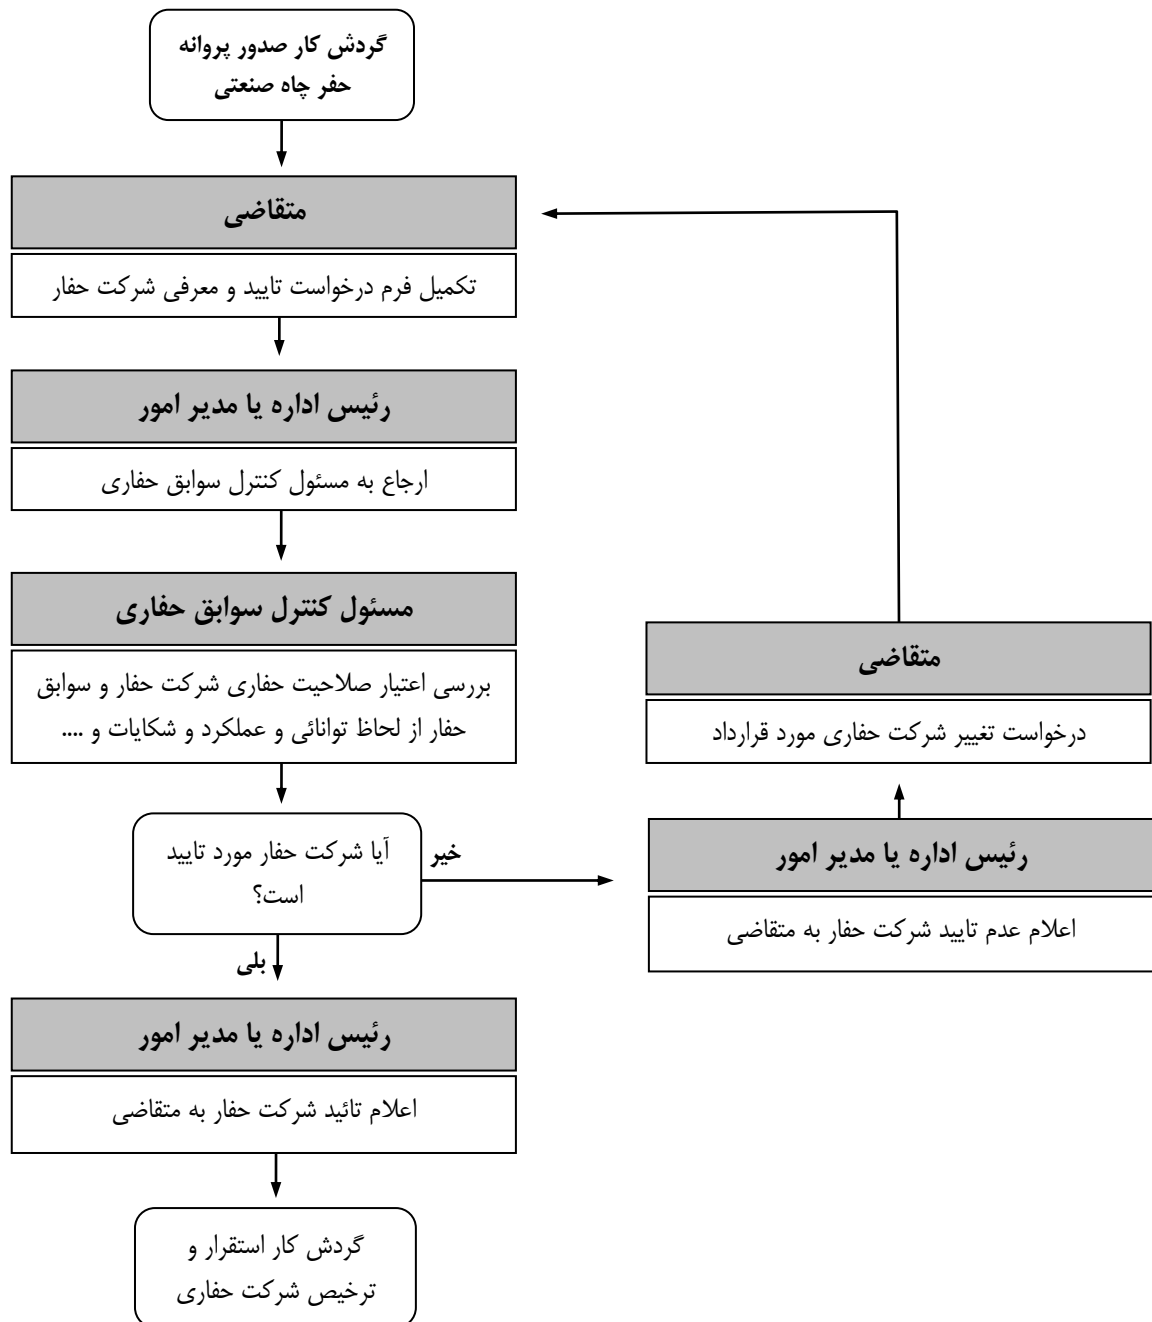 گردش کار صدور پروانه
حفر چاه صنعتی
متقاضی
تکمیل فرم درخواست تایید و معرفی شرکت حفار
رئیس اداره یا مدیر امور
ارجاع به مسئول کنترل سوابق حفاری
مسئول کنترل سوابق حفاری
بررسی اعتیار صلاحیت حفاری شرکت حفار و سوابق
حفار از لحاظ توانائی و عملکرد و شکایات و ....
آیا شرکت حفار مورد تایید
است؟
خیر
بلی
رئیس اداره یا مدیر امور
اعلام تائید شرکت حفار به متقاضی
گردش کار استقرار و
ترخیص شرکت حفاری
متقاضی
درخواست تغییر شرکت حفاری مورد قرارداد
رئیس اداره یا مدیر امور
اعلام عدم تایید شرکت حفار به متقاضی